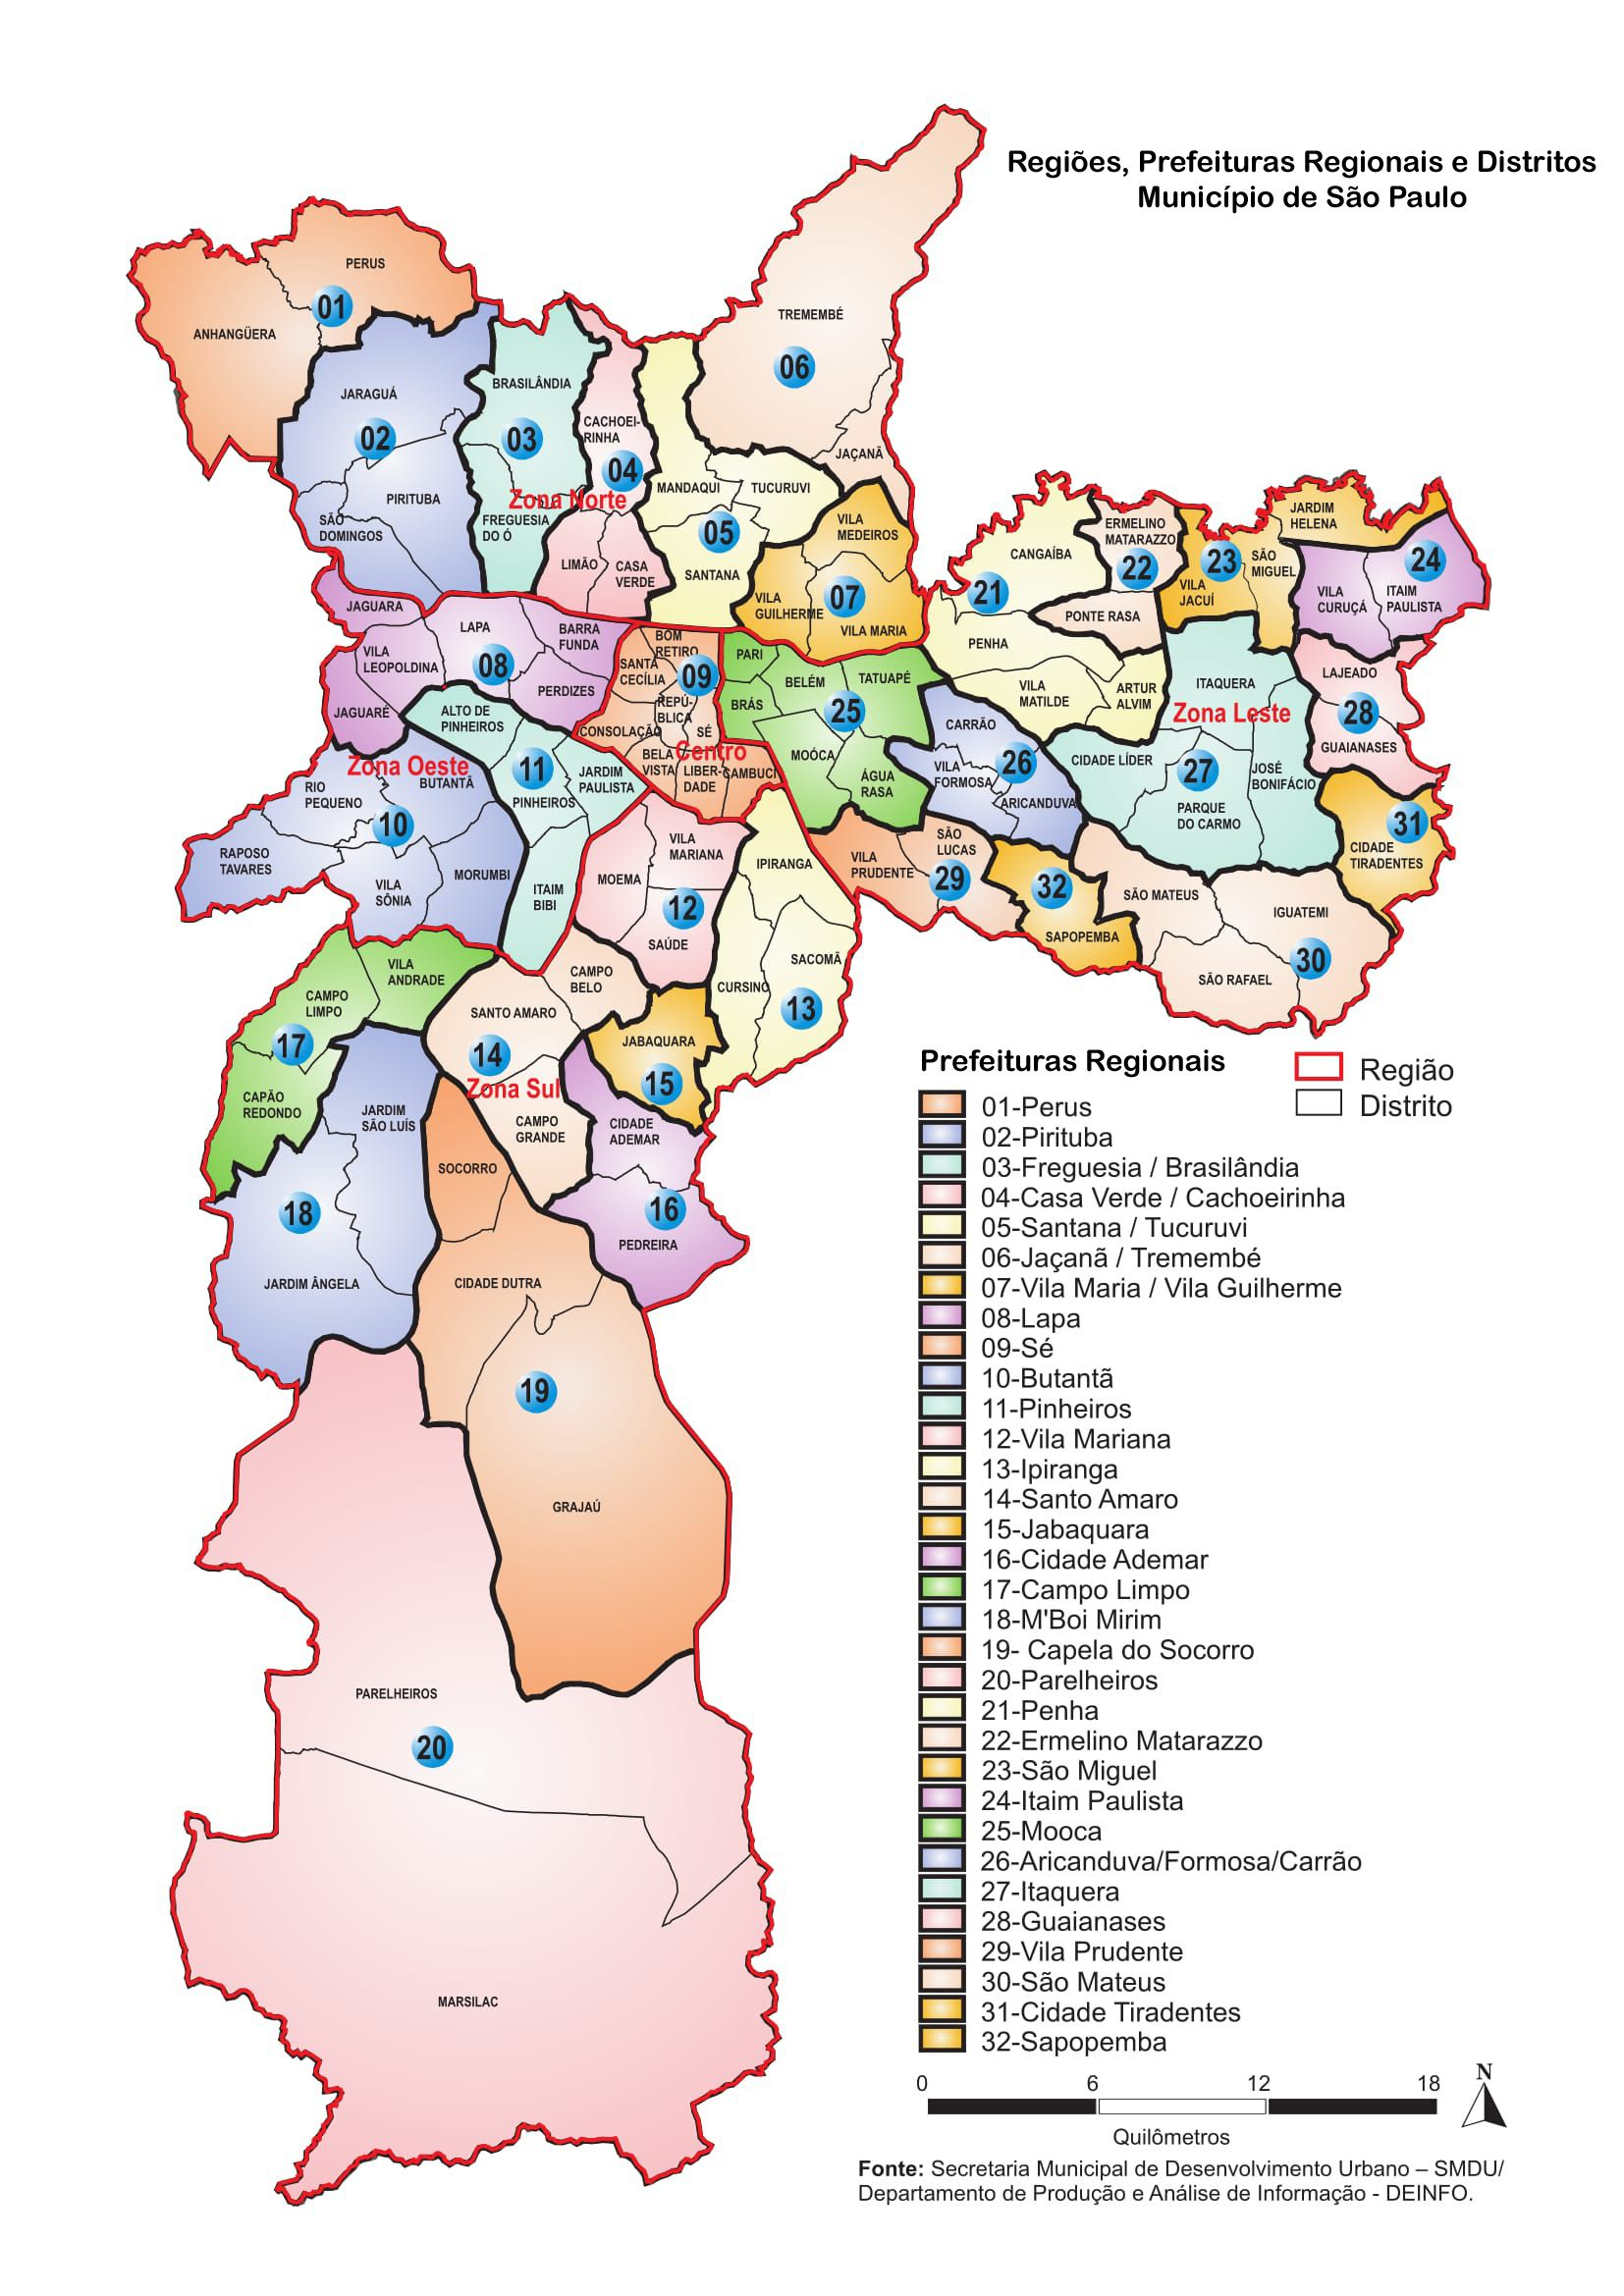 Regiões, Prefeituras Regionais e Distritos
Município de São Paulo
PERUS
01
ANHANGÜERA
TREMEMBÉ
06
JAÇANÃ
JARAGUÁ
02
PIRITUBA
SÃO
DOMINGOS
BRASILÂNDIA
03
FREGUESIA
DO Ó
CACHOEI-
RINHA
04
Zona Norte
LIMÃO
CASA
VERDE
MANDAQUI
TUCURUVI
05
SANTANA
VILA
MEDEIROS
07
VILA
GUILHERME
VILA MARIA
CANGAÍBA
21
PENHA
VILA
MATILDE
ARTUR
ALVIM
ERMELINO
MATARAZZO
22
PONTE RASA
23
VILA
JACUÍ
SÃO
MIGUEL
JARDIM
HELENA
24
VILA
CURUÇÁ
ITAIM
PAULISTA
JAGUARA
LAPA
BARRA
FUNDA
VILA
LEOPOLDINA
08
PERDIZES
JAGUARÉ
BOM
RETIRO
SANTA
CECÍLIA
09
REPÚ-
BLICA
CONSOLAÇÃO
SÉ
Centro
BELA
VISTA
LIBER-
DADE
CAMBUCI
PARI
BELÉM
TATUAPÉ
BRÁS
25
MOÓCA
ÁGUA
RASA
CARRÃO
26
VILA
FORMOSA
ARICANDUVA
ITAQUERA
Zona Leste
CIDADE LÍDER
27
JOSÉ
BONIFÁCIO
PARQUE
DO CARMO
LAJEADO
28
GUAIANASES
31
CIDADE
TIRADENTES
ALTO DE
PINHEIROS
11
PINHEIROS
JARDIM
PAULISTA
ITAIM
BIBI
Zona Oeste
BUTANTÃ
RIO
PEQUENO
10
RAPOSO
TAVARES
VILA
SÔNIA
MORUMBI
VILA
MARIANA
MOEMA
12
SAÚDE
IPIRANGA
SACOMÃ
CURSINO
13
VILA
PRUDENTE
SÃO
LUCAS
29
32
SAPOPEMBA
SÃO MATEUS
IGUATEMI
30
SÃO RAFAEL
VILA
ANDRADE
CAMPO
LIMPO
17
CAPÃO
REDONDO
CAMPO
BELO
SANTO AMARO
14
Zona Sul
CAMPO
GRANDE
JABAQUARA
15
CIDADE
ADEMAR
16
PEDREIRA
JARDIM
SÃO LUÍS
18
JARDIM ÂNGELA
SOCORRO
CIDADE DUTRA
19
GRAJAÚ
PARELHEIROS
20
MARSILAC
Prefeituras Regionais
Região
Distrito
01-Perus
02-Pirituba
03-Freguesia / Brasilândia
04-Casa Verde / Cachoeirinha
05-Santana / Tucuruvi
06-Jaçanã / Tremembé
07-Vila Maria / Vila Guilherme
08-Lapa
09-Sé
10-Butantã
11-Pinheiros
12-Vila Mariana
13-Ipiranga
14-Santo Amaro
15-Jabaquara
16-Cidade Ademar
17-Campo Limpo
18-M'Boi Mirim
19- Capela do Socorro
20-Parelheiros
21-Penha
22-Ermelino Matarazzo
23-São Miguel
24-Itaim Paulista
25-Mooca
26-Aricanduva/Formosa/Carrão
27-Itaquera
28-Guaianases
29-Vila Prudente
30-São Mateus
31-Cidade Tiradentes
32-Sapopemba
0 6 12 18
Quilômetros
N
Fonte: Secretaria Municipal de Desenvolvimento Urbano – SMDU/
Departamento de Produção e Análise de Informação - DEINFO.